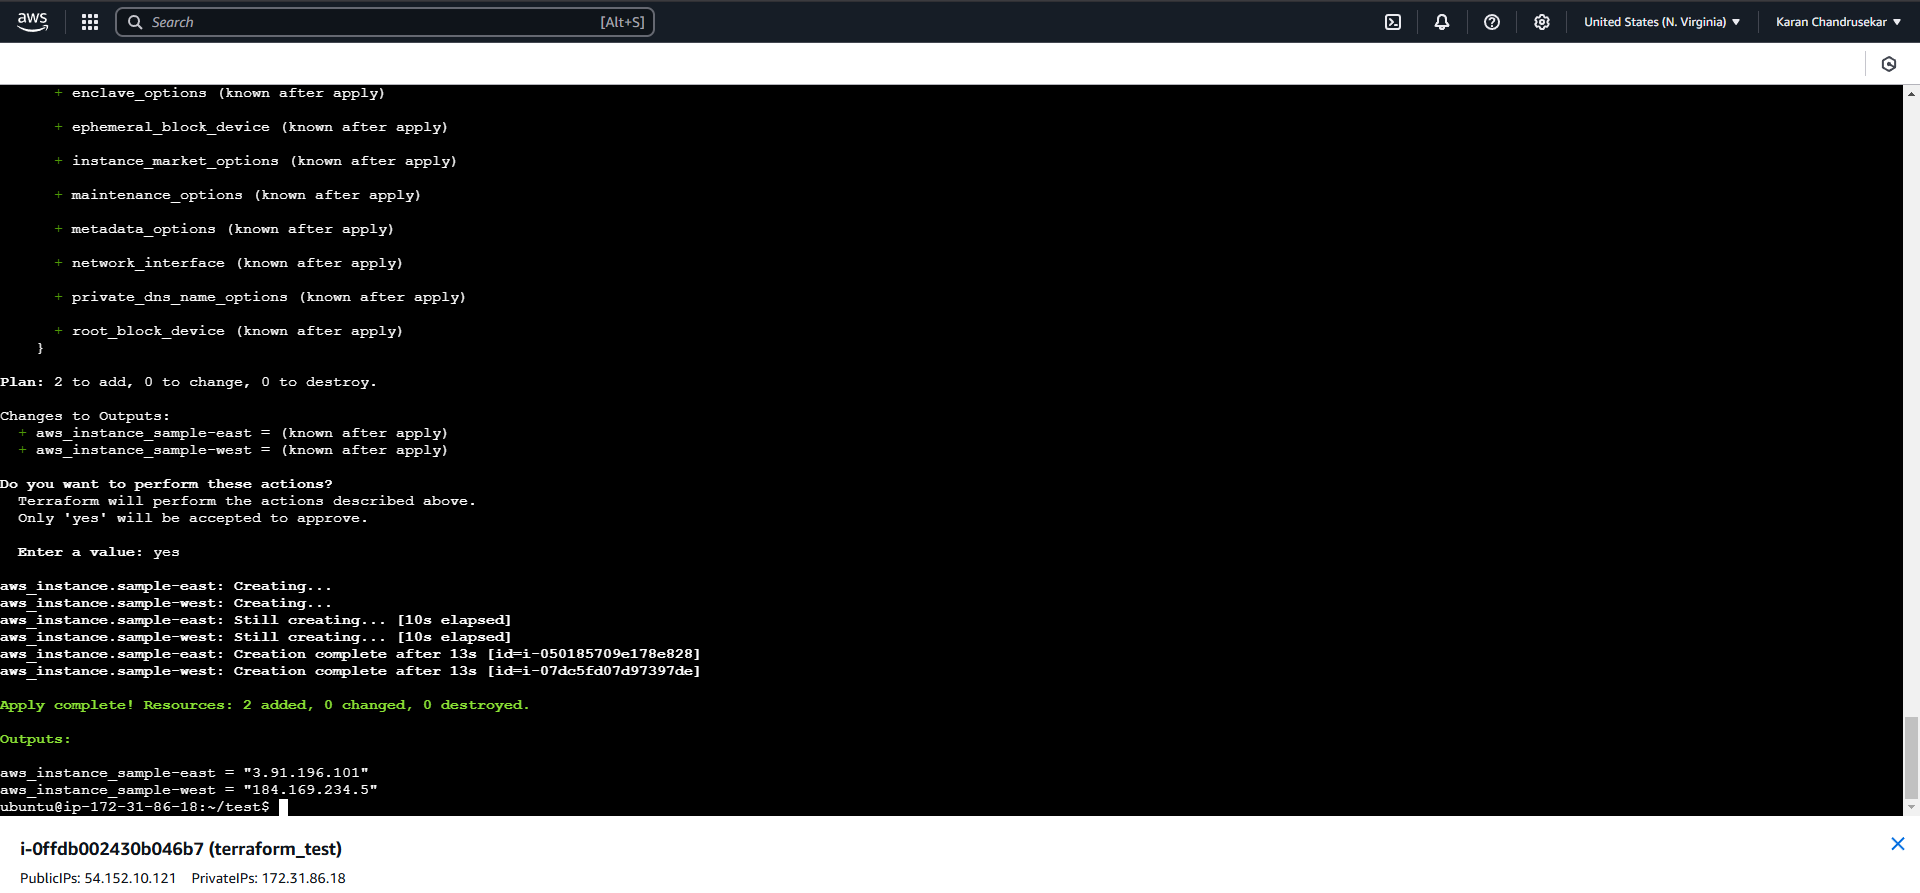 aws
Search [Alt+S]
United States (N. Virginia)
Karan Chandrusekar
+ enclave_options (known after apply)
+ ephemeral_block_device (known after apply)
+ instance_market_options (known after apply)
+ maintenance_options (known after apply)
+ metadata_options (known after apply)
+ network_interface (known after apply)
+ private_dns_name_options (known after apply)
+ root_block_device (known after apply)
}
Plan: 2 to add, 0 to change, 0 to destroy.
Changes to Outputs:
+ aws_instance_sample-east = (known after apply)
+ aws_instance_sample-west = (known after apply)
Do you want to perform these actions?
Terraform will perform the actions described above.
Only 'yes' will be accepted to approve.
Enter a value: yes
aws_instance.sample-east: Creating...
aws_instance.sample-west: Creating...
aws_instance.sample-east: Still creating... [10s elapsed]
aws_instance.sample-west: Still creating... [10s elapsed]
aws_instance.sample-east: Creation complete after 13s [id=i-050185709e178e828]
aws_instance.sample-west: Creation complete after 13s [id=i-07dc5fd07d97397de]
Apply complete! Resources: 2 added, 0 changed, 0 destroyed.
Outputs:
aws_instance_sample-east = "3.91.196.101"
aws_instance_sample-west = "184.169.234.5"
ubuntu@ip-172-31-86-18:~/test$
i-0ffdb002430b046b7 (terraform_test)
PublicIPs: 54.152.10.121 PrivateIPs: 172.31.86.18